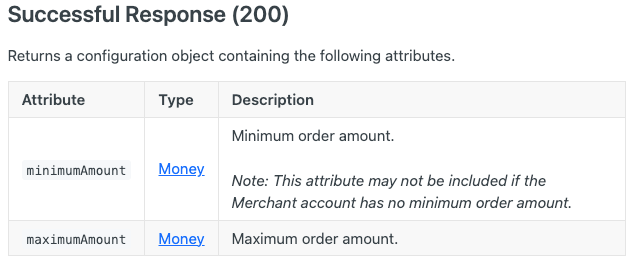 Successful Response (200)
Returns a configuration object containing the following attributes.
Attribute Type Description
minimumAmount Money Minimum order amount.
Note: This attribute may not be included if the
Merchant account has no minimum order amount.
maximumAmount Money Maximum order amount.